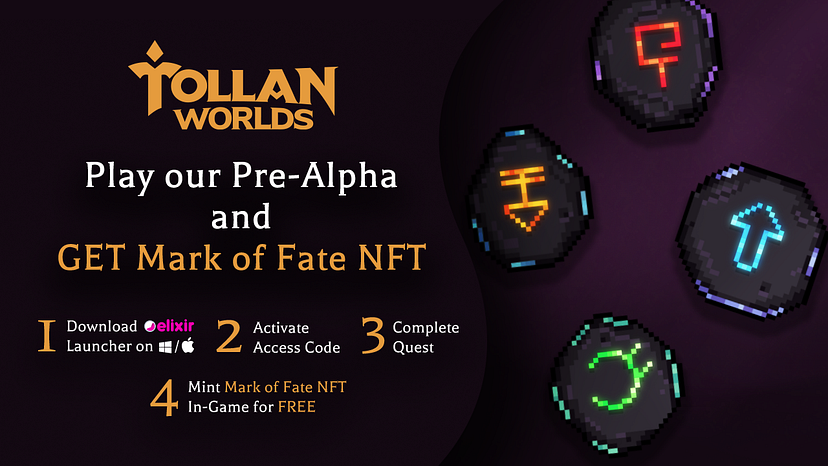 TOLLAN
WORLDS
Play our Pre-Alpha
and
GET Mark of Fate NFT
1 Download elixir
Launcher on /
2 Activate
Access Code
3 Complete
Quest
4 Mint Mark of Fate NFT
In-Game for FREE